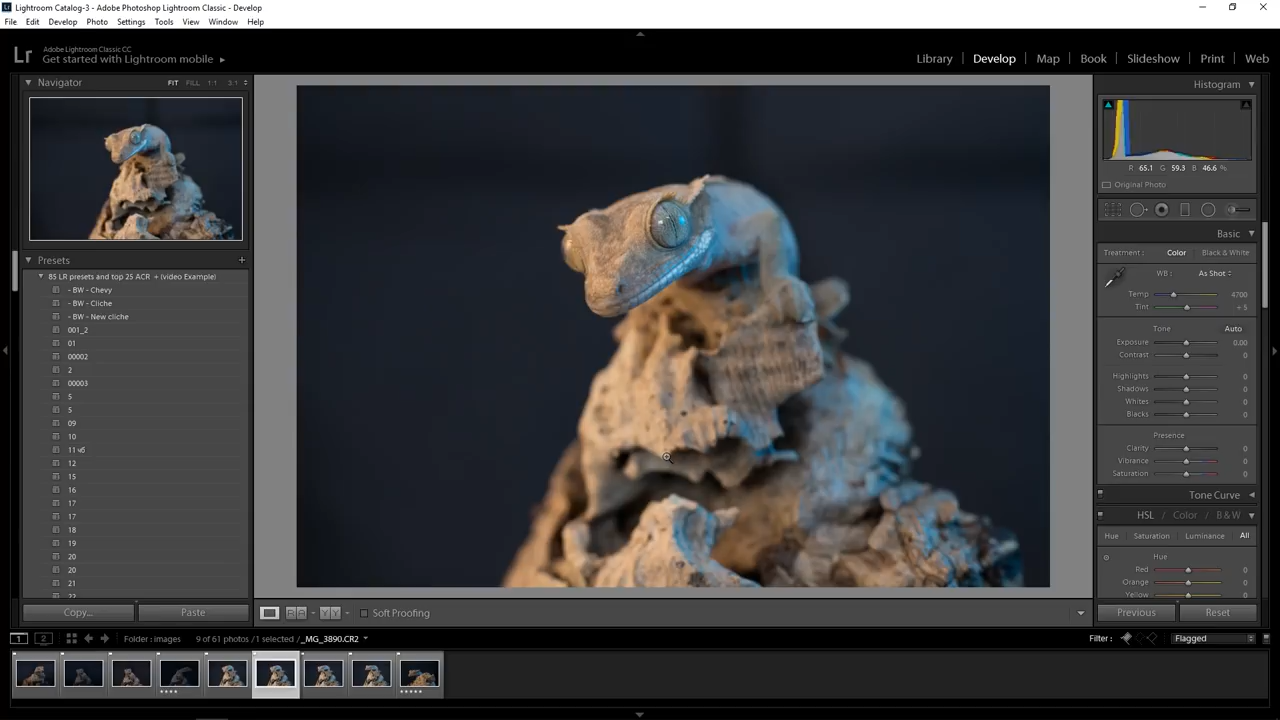 Lightroom Catalog-3 - Adobe Photoshop Lightroom Classic - Develop
File Edit Develop Photo Settings Tools View Window Help
Lr
Adobe Lightroom Classic CC
Get started with Lightroom mobile
Library | Develop | Map | Book | Slideshow | Print | Web
Navigator FIT FILL 1:1 3:1
Presets +
85 LR presets and top 25 ACR + (video Example)
- BW - Chevy
- BW - Cliche
- BW - New cliche
001_2
01
00002
2
00003
5
5
09
10
11 чб
12
15
16
17
17
18
19
20
20
21
22
Copy... Paste
Soft Proofing
Histogram
R 65.1 G 59.3 B 46.6 %
Original Photo
Basic
Treatment: Color Black & White
WB: As Shot
Temp 4700
Tint + 5
Tone Auto
Exposure 0.00
Contrast 0
Highlights 0
Shadows 0
Whites 0
Blacks 0
Presence
Clarity 0
Vibrance 0
Saturation 0
Tone Curve
HSL / Color / B & W
Hue Saturation Luminance All
Hue
Red 0
Orange 0
Yellow 0
Previous Reset
1 2 Folder : images 9 of 61 photos / 1 selected / _MG_3890.CR2 Filter : Flagged